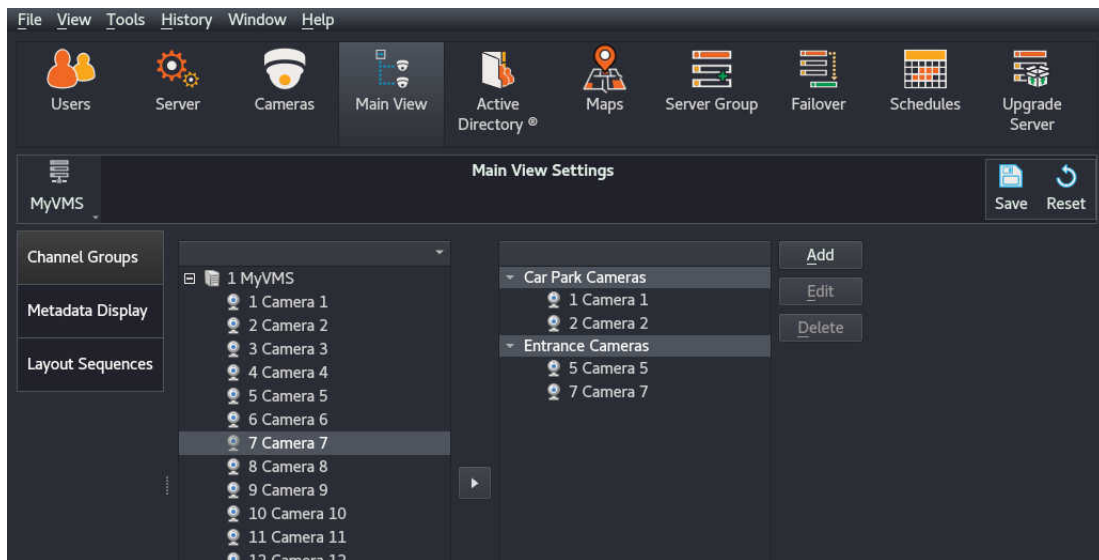 File View Tools History Window Help
Users Server Cameras Main View Active Directory ® Maps Server Group Failover Schedules Upgrade Server
Main View Settings
MyVMS
Save Reset
Channel Groups
Metadata Display
Layout Sequences
1 MyVMS
1 Camera 1
2 Camera 2
3 Camera 3
4 Camera 4
5 Camera 5
6 Camera 6
7 Camera 7
8 Camera 8
9 Camera 9
10 Camera 10
11 Camera 11
12 Camera 12
Car Park Cameras
1 Camera 1
2 Camera 2
Entrance Cameras
5 Camera 5
7 Camera 7
Add
Edit
Delete